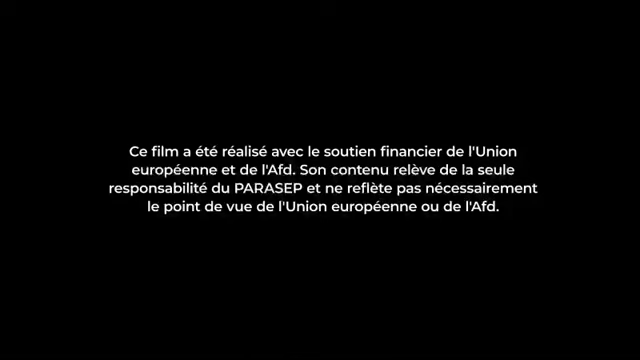 Ce film a été réalisé avec le soutien financier de l'Union
européenne et de l'Afd. Son contenu relève de la seule
responsabilité du PARASEP et ne reflète pas nécessairement
le point de vue de l'Union européenne ou de l'Afd.